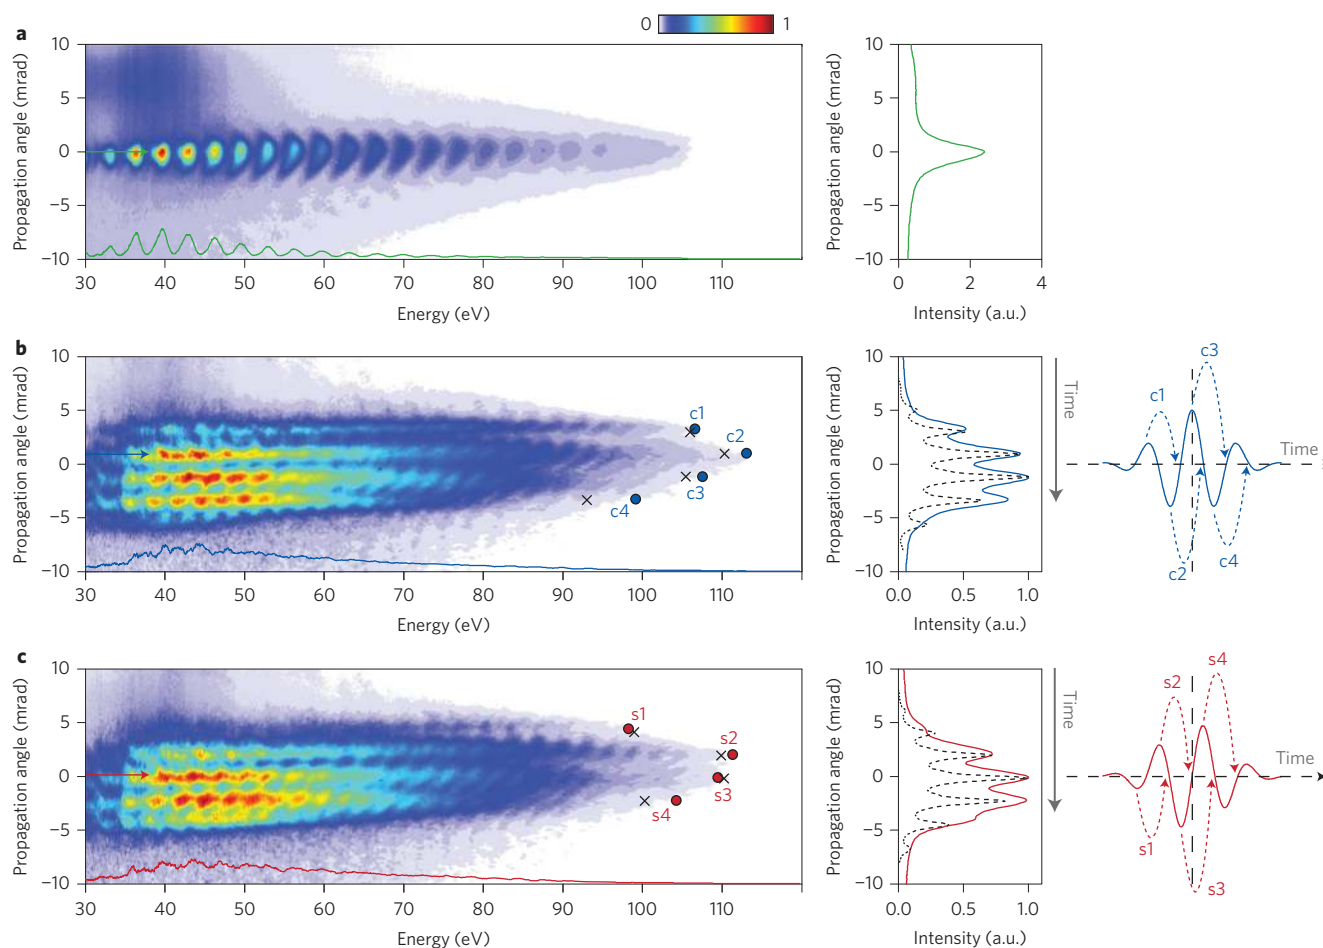 0 1
a
10
5
0
−5
−10
Propagation angle (mrad)
30 40 50 60 70 80 90 100 110
Energy (eV)
10
5
0
−5
−10
Propagation angle (mrad)
0 2 4
Intensity (a.u.)
b
10
5
0
−5
−10
Propagation angle (mrad)
c1
c2
c3
c4
30 40 50 60 70 80 90 100 110
Energy (eV)
10
5
0
−5
−10
Propagation angle (mrad)
0.0 0.5 1.0
Intensity (a.u.)
Time
c3
c1
Time
c2
c4
c
10
5
0
−5
−10
Propagation angle (mrad)
s1
s2
s3
s4
30 40 50 60 70 80 90 100 110
Energy (eV)
10
5
0
−5
−10
Propagation angle (mrad)
0.0 0.5 1.0
Intensity (a.u.)
Time
s4
s2
Time
s1
s3